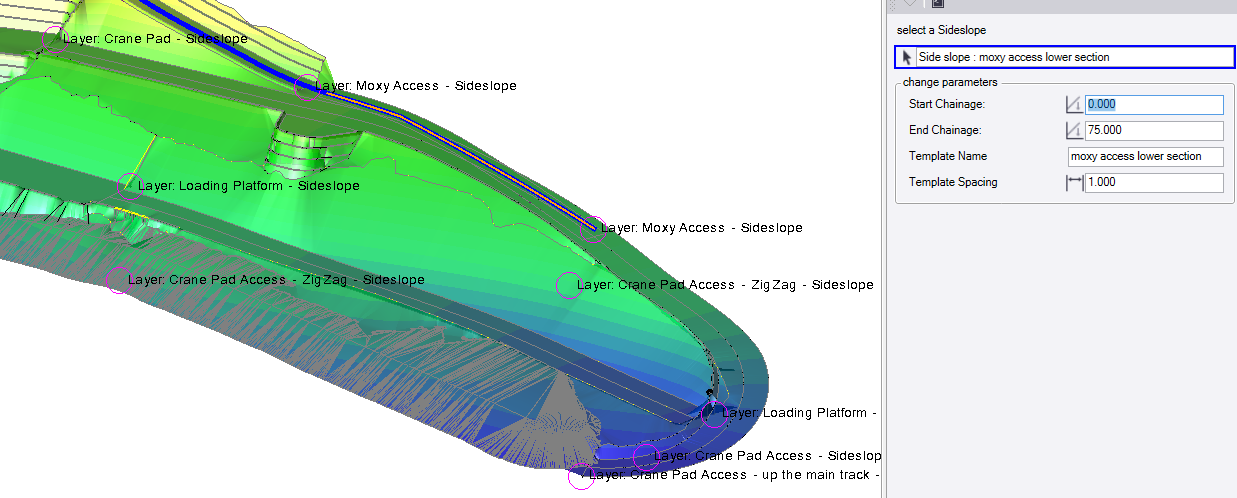 Layer: Crane Pad - Sideslope
Layer: Moxy Access - Sideslope
Layer: Loading Platform - Sideslope
Layer: Moxy Access - Sideslope
Layer: Crane Pad Access - ZigZag - Sideslope
Layer: Crane Pad Access - ZigZag - Sideslope
Layer: Loading Platform -
Layer: Crane Pad Access - Sideslop
Layer: Crane Pad Access - up the main track -
select a Sideslope
Side slope : moxy access lower section
change parameters
Start Chainage: 0.000
End Chainage: 75.000
Template Name moxy access lower section
Template Spacing 1.000